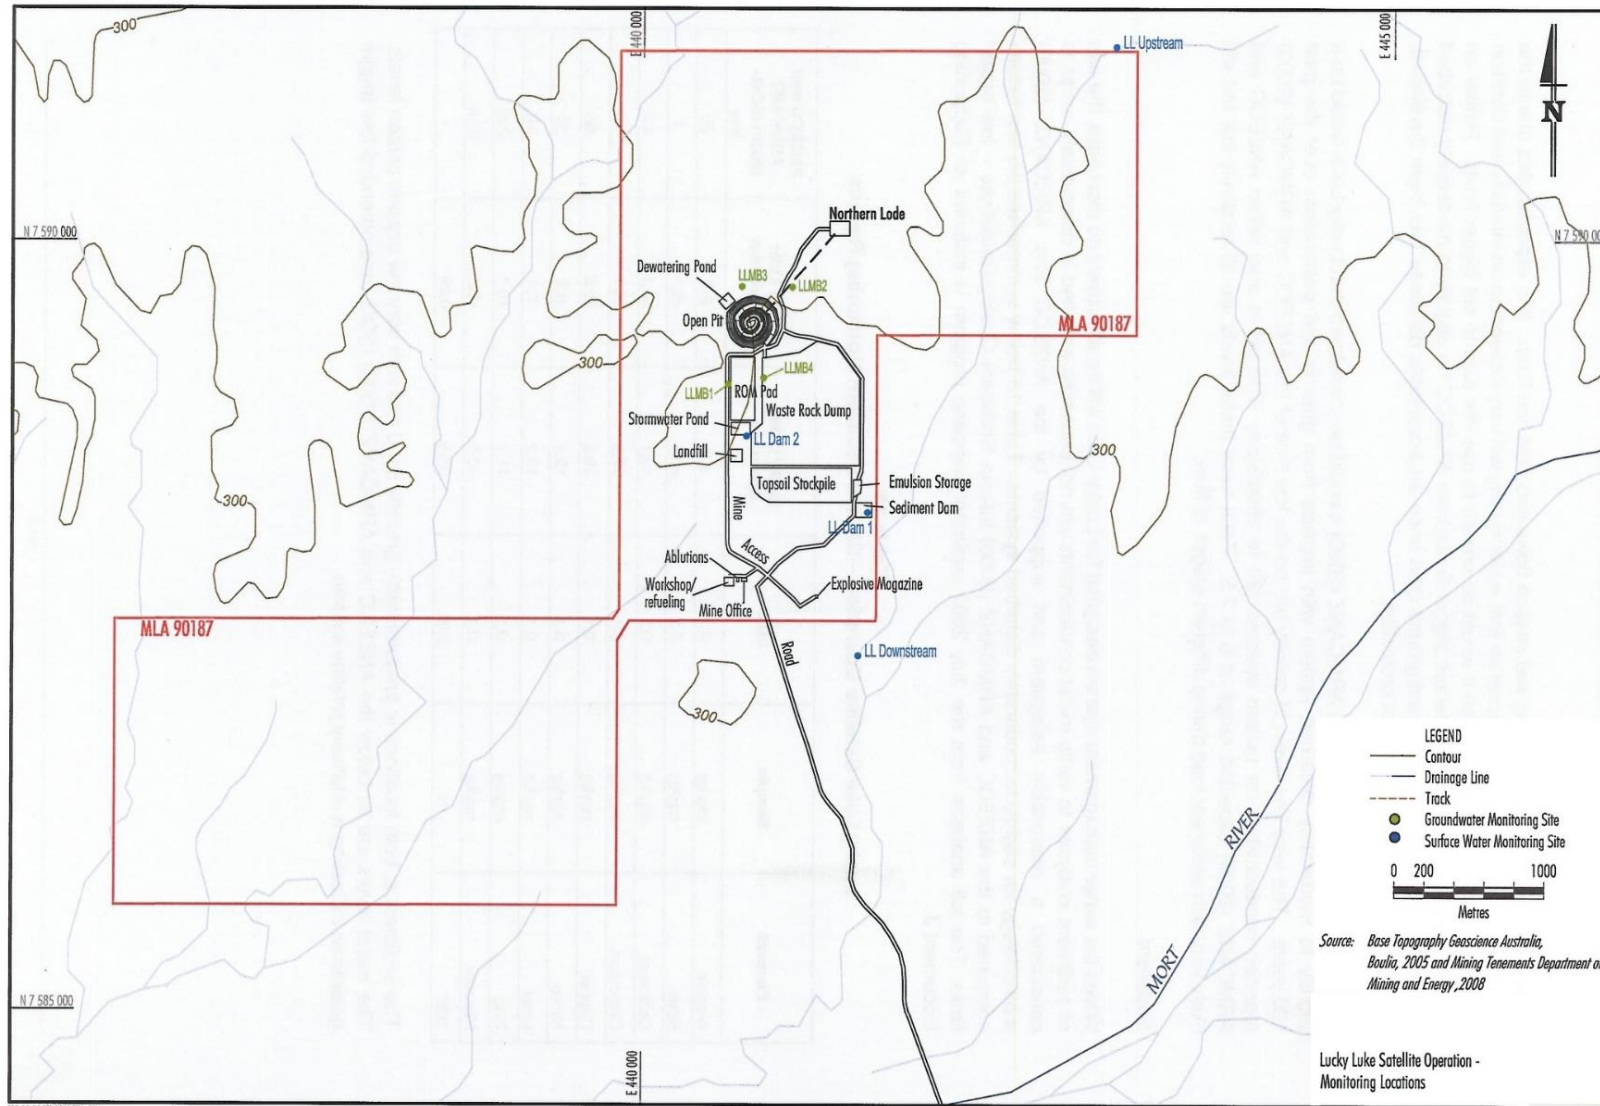 300
E 440 000
LL Upstream
E 445 000
N
N 7 590 000
N 7 590 00
Northern Lode
Dewatering Pond
LLMB3
LLMB2
Open Pit
MLA 90187
300
LLMB1
LLMB4
ROM Pad
Waste Rock Dump
Stormwater Pond
LL Dam 2
Landfill
300
300
Topsoil Stockpile
Emulsion Storage
Sediment Dam
LL Dam 1
Mine
Access
Ablutions
Workshop/
refueling
Mine Office
Explosive Magazine
MLA 90187
Road
LL Downstream
300
MORT
RIVER
LEGEND
Contour
Drainage Line
Track
Groundwater Monitoring Site
Surface Water Monitoring Site
0 200 1000
Metres
Source: Base Topography Geoscience Australia,
Boulia, 2005 and Mining Tenements Department o
Mining and Energy ,2008
N 7 585 000
E 440 000
Lucky Luke Satellite Operation -
Monitoring Locations